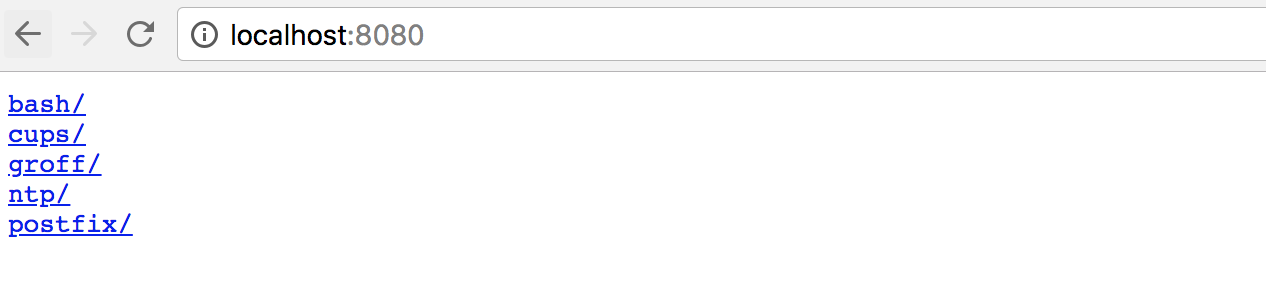 localhost:8080
bash/
cups/
groff/
ntp/
postfix/